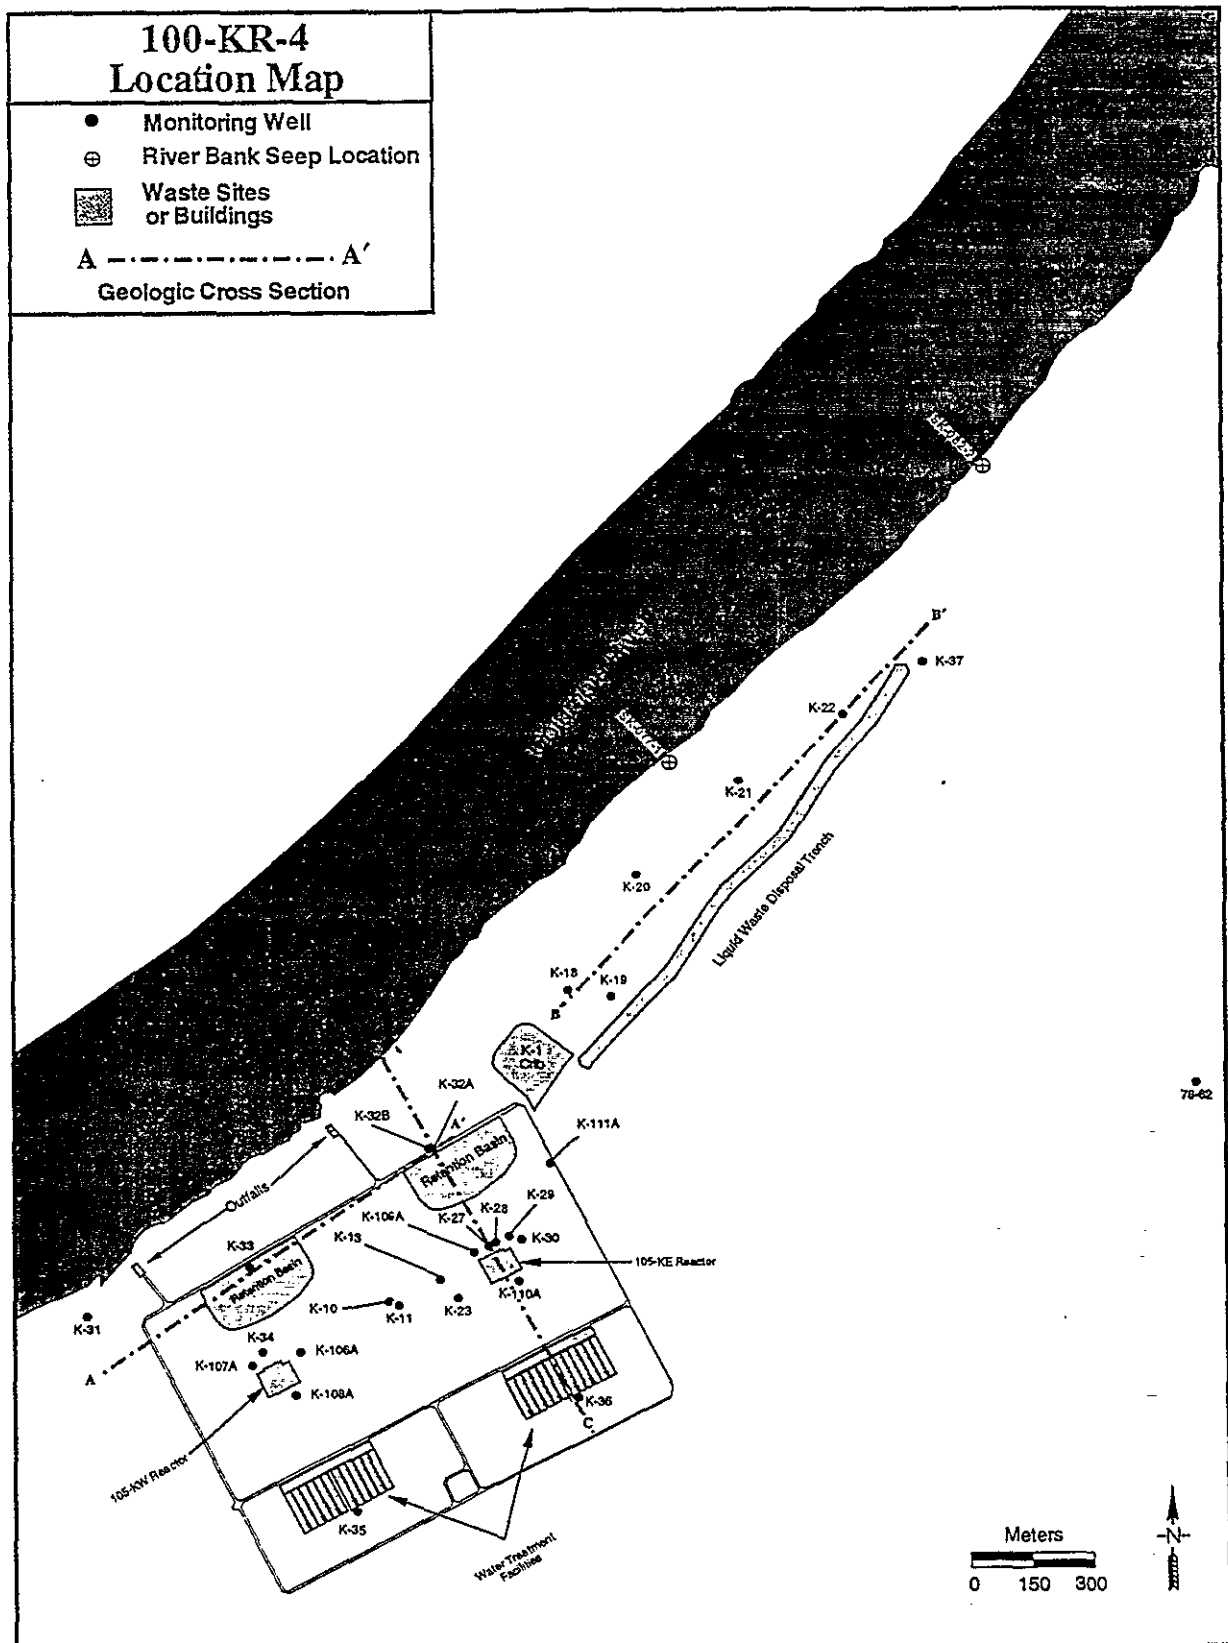 100-KR-4
Location Map
Monitoring Well
River Bank Seep Location
Waste Sites
or Buildings
A A′
Geologic Cross Section
B′
K-37
K-22
K-21
K-20
Liquid Waste Disposal Trench
K-18
K-19
B
K-1
Crib
K-32A
K-32B
A′
78-62
K-111A
Retention Basin
Outfalls
K-29
K-28
K-27
K-109A
K-30
K-33
K-13
105-KE Reactor
Retention Basin
K-110A
K-10
K-11
K-23
K-31
K-34
K-106A
K-107A
A
K-108A
K-36
C
105-KW Reactor
K-35
Water Treatment
Facilities
Meters
0 150 300
N